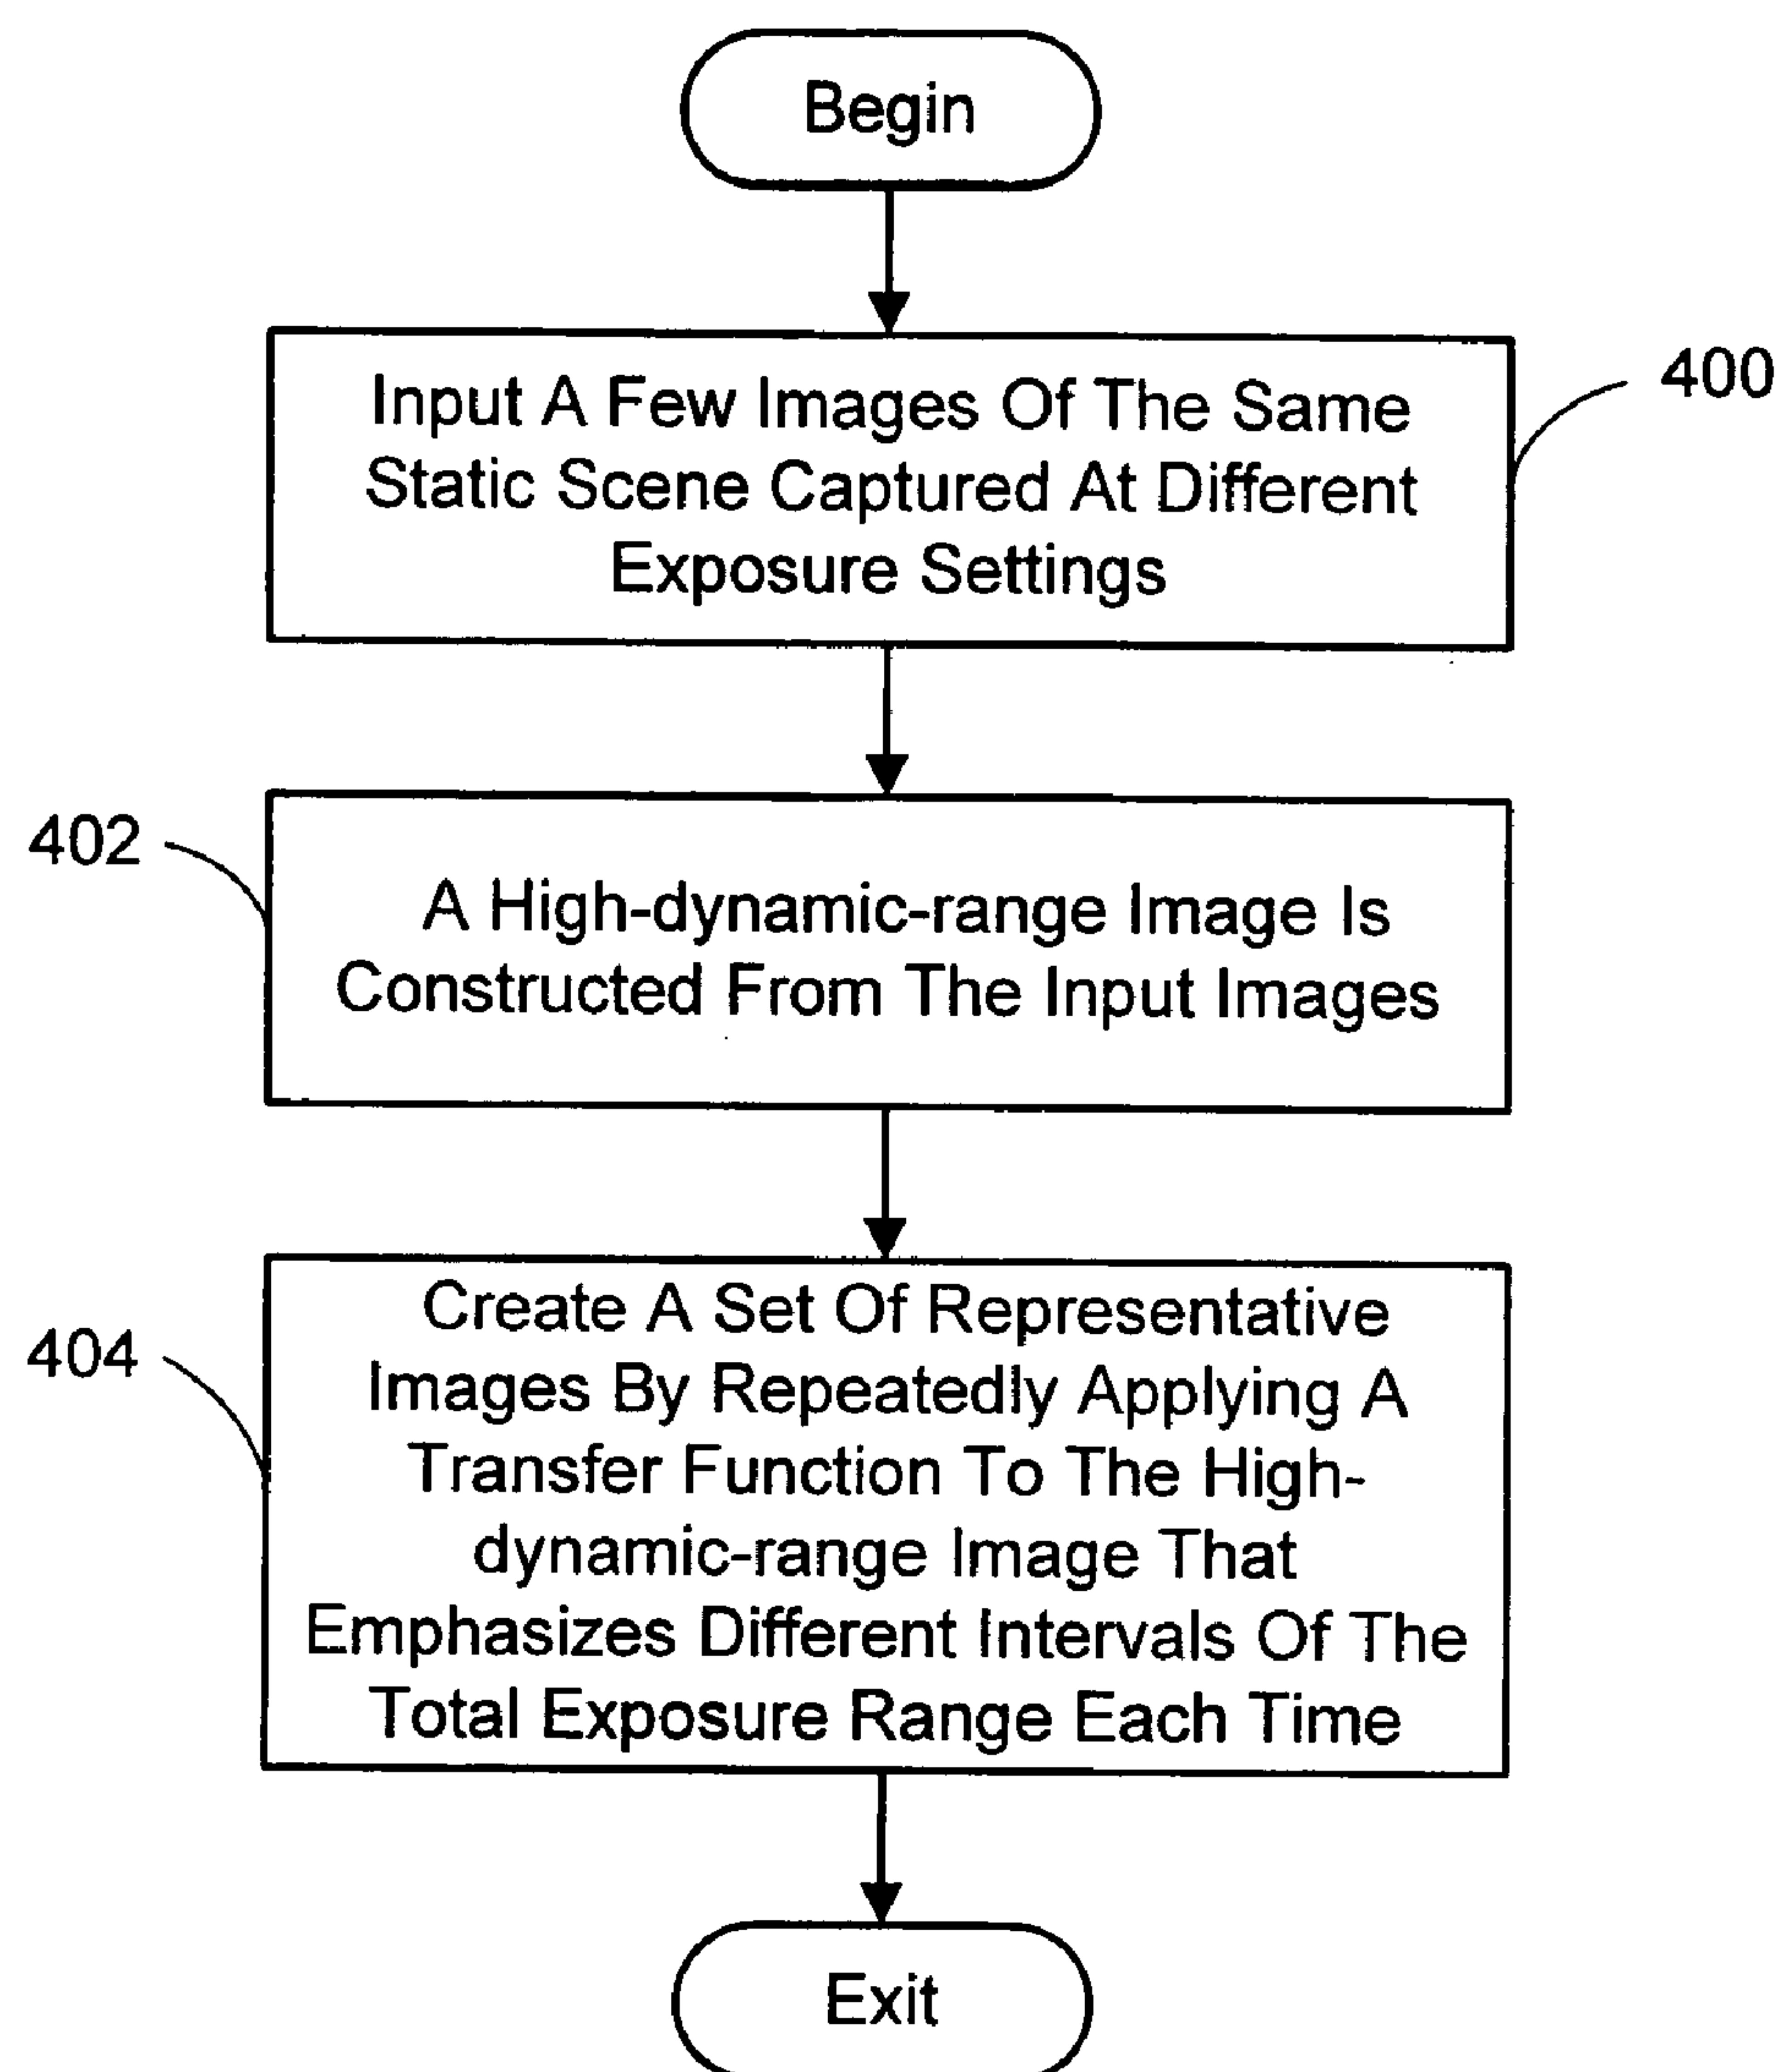 Begin
Input A Few Images Of The Same
Static Scene Captured At Different
Exposure Settings
400
402
A High-dynamic-range Image Is
Constructed From The Input Images
404
Create A Set Of Representative
Images By Repeatedly Applying A
Transfer Function To The High-
dynamic-range Image That
Emphasizes Different Intervals Of The
Total Exposure Range Each Time
Exit